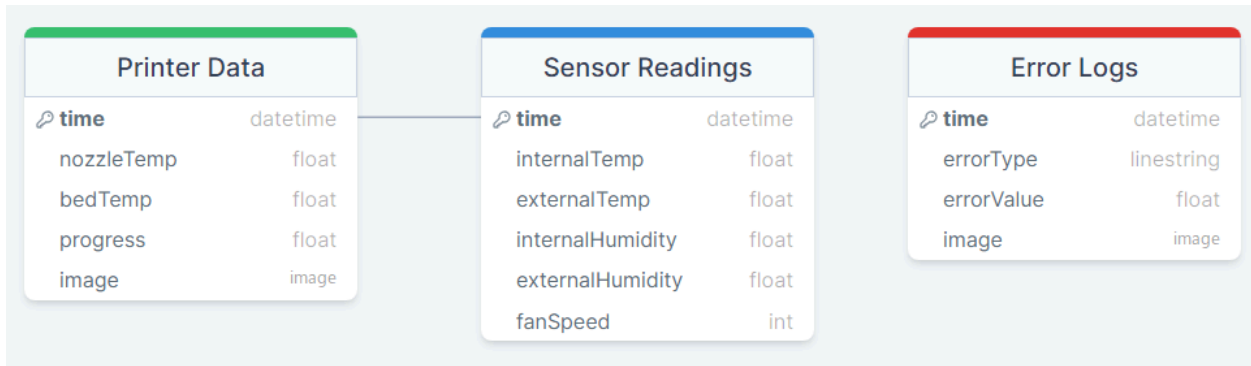 Printer Data
time datetime
nozzleTemp float
bedTemp float
progress float
image image
Sensor Readings
time datetime
internalTemp float
externalTemp float
internalHumidity float
externalHumidity float
fanSpeed int
Error Logs
time datetime
errorType linestring
errorValue float
image image